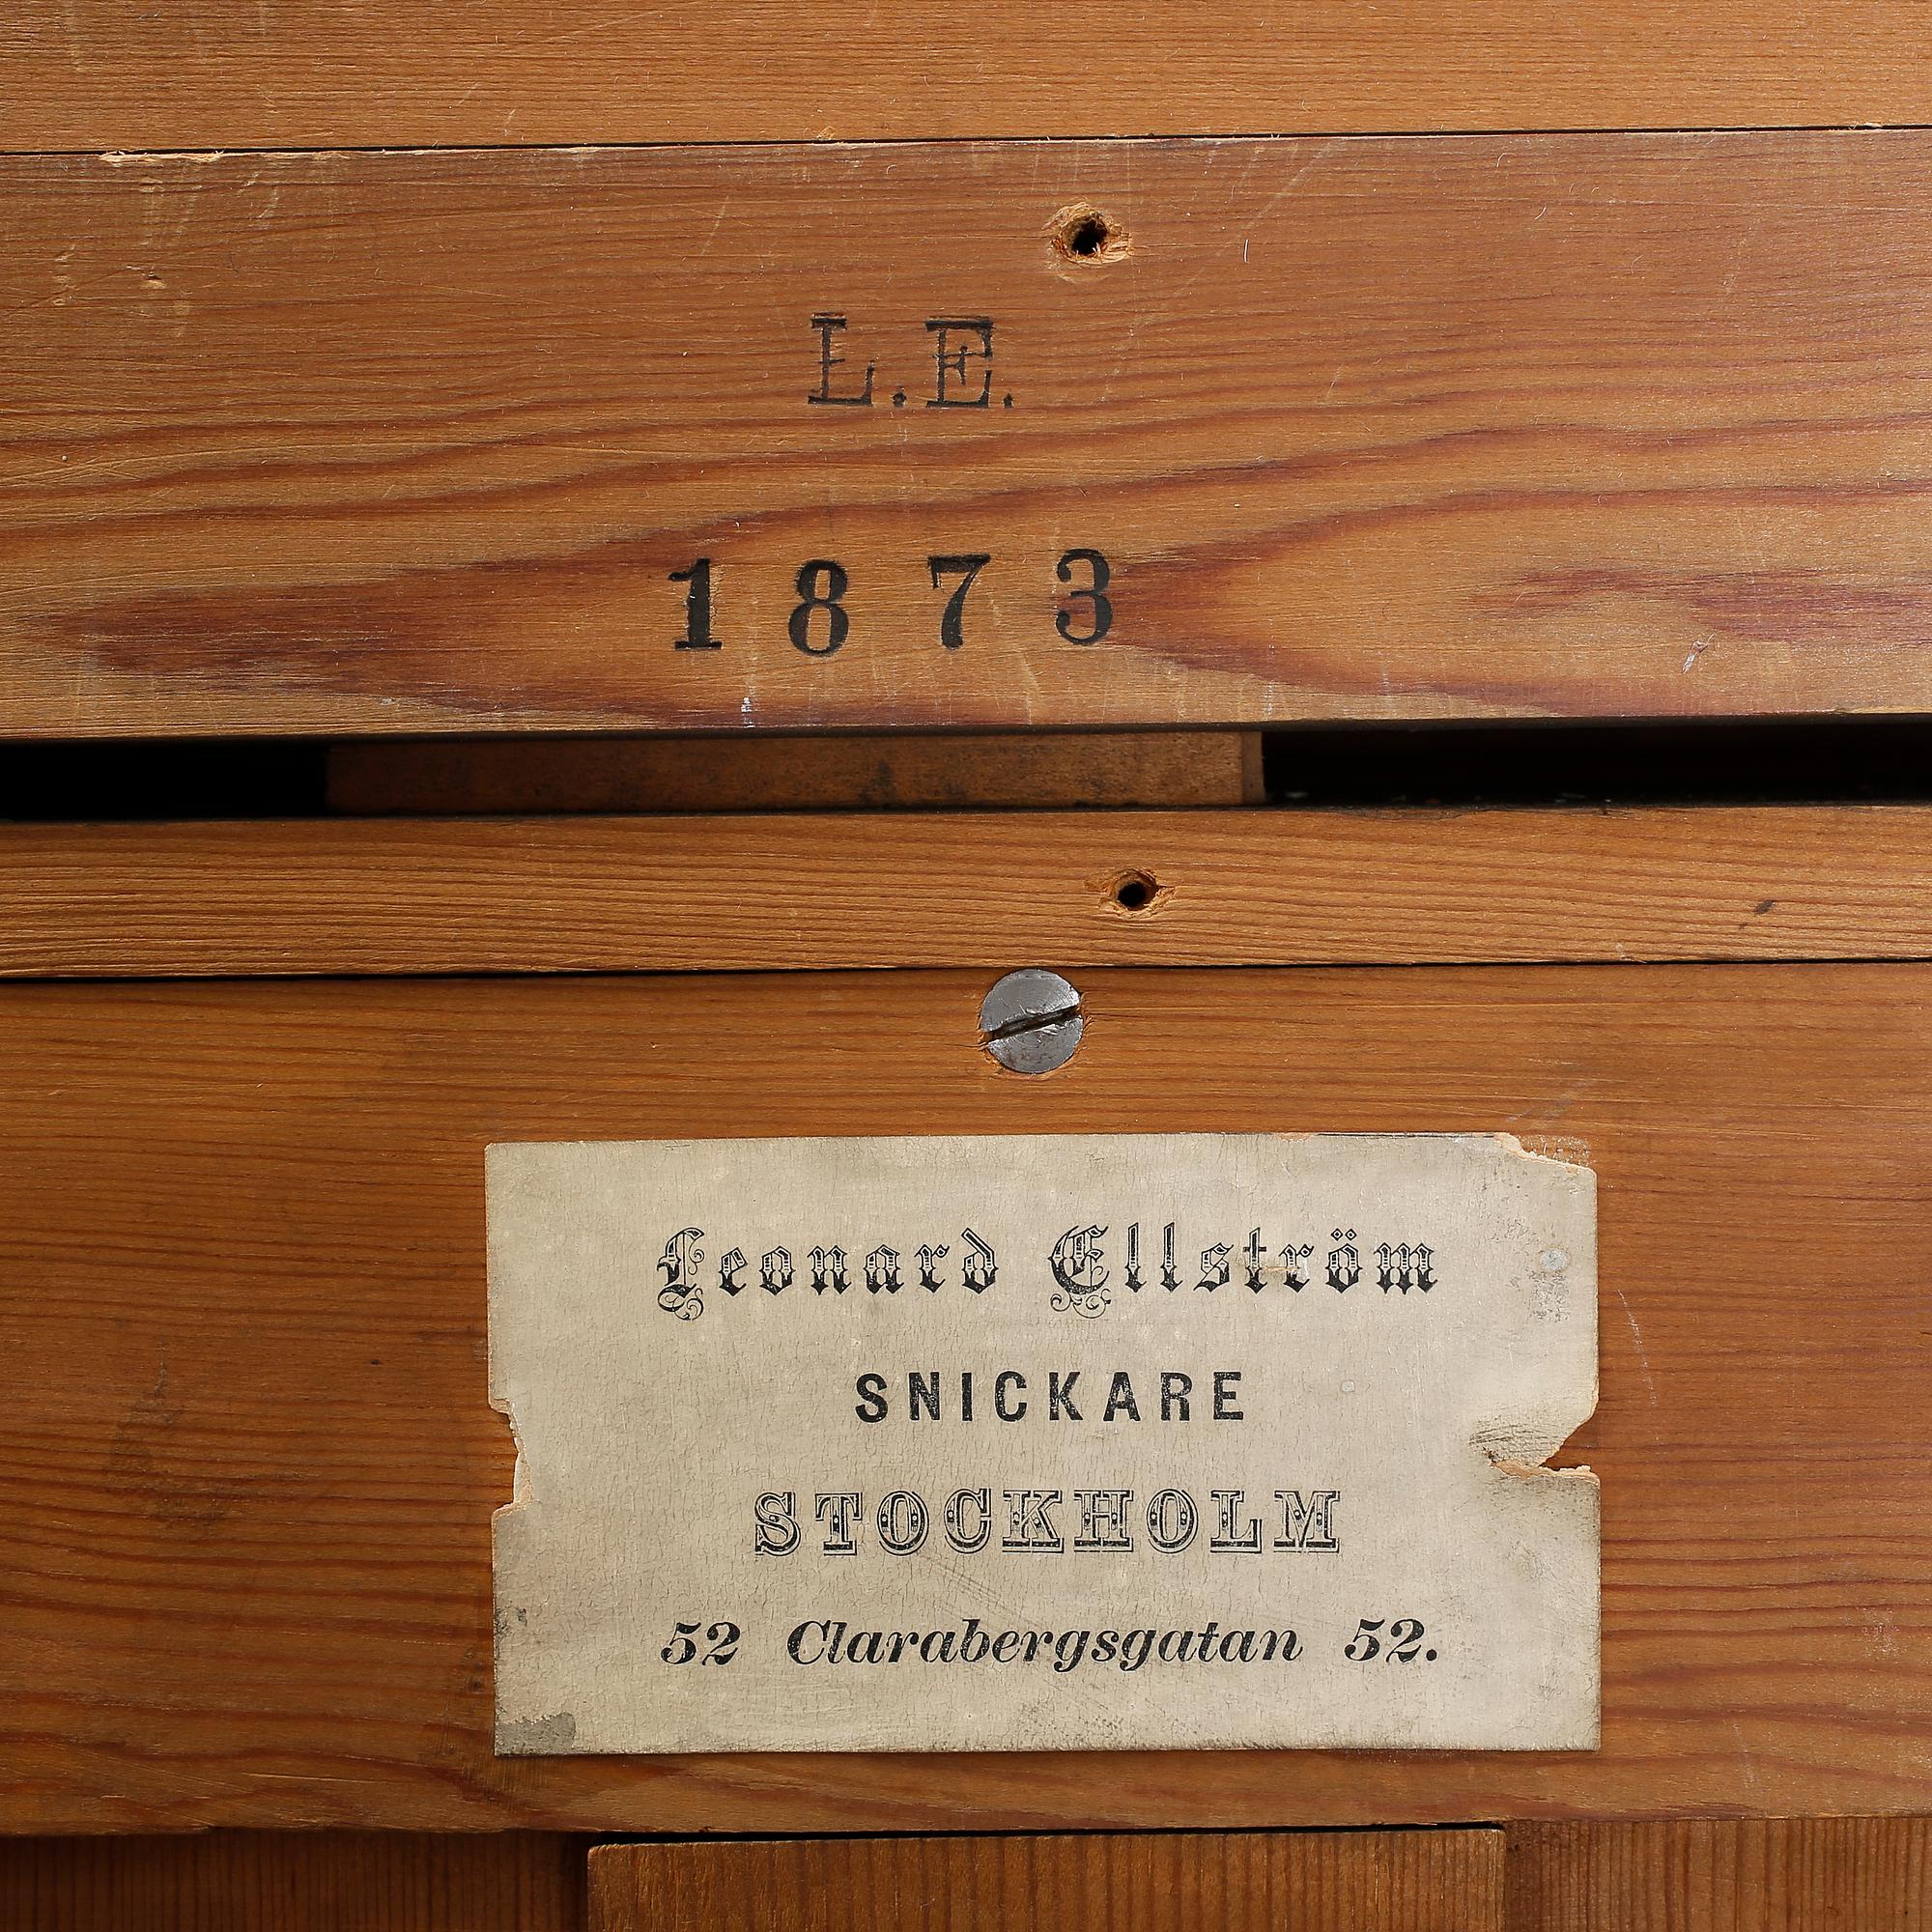 L.E.
1873
Leonard Ellström
SNICKARE
STOCKHOLM
52 Clarabergsgatan 52.